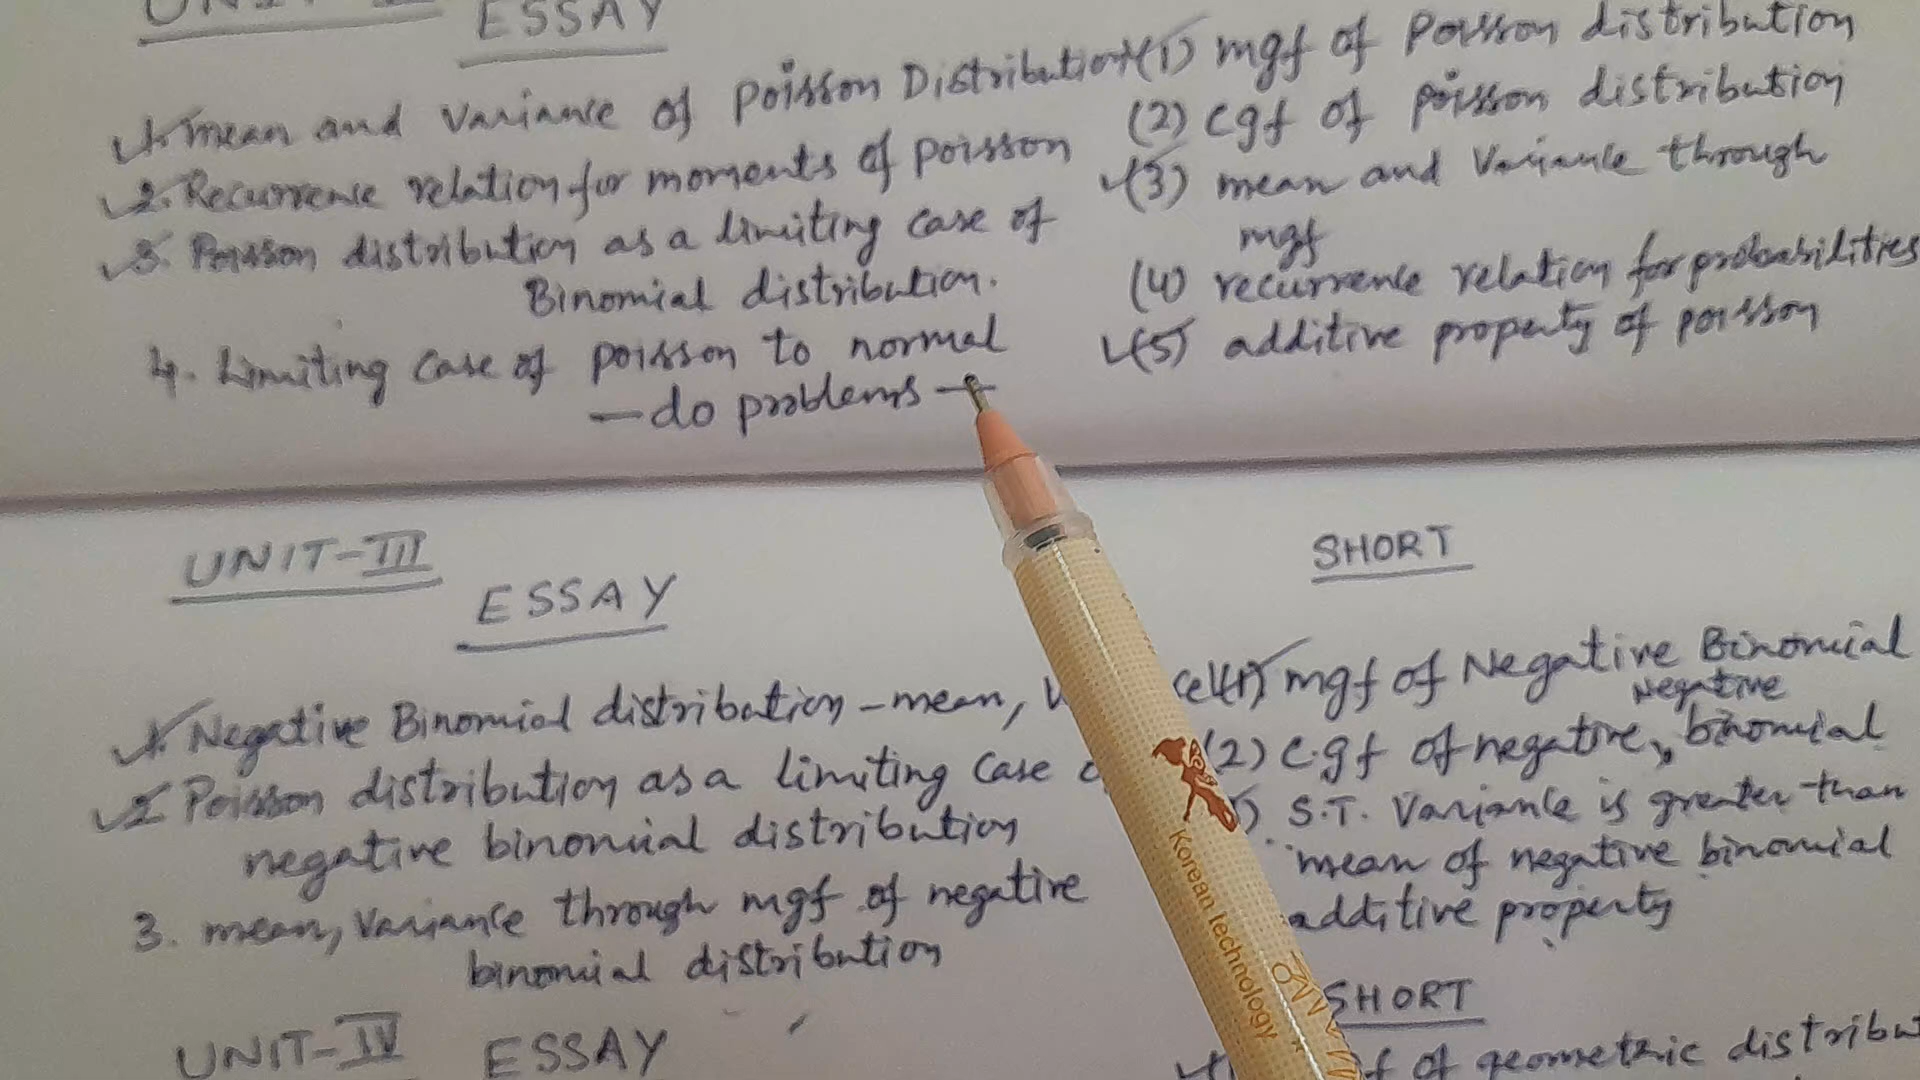 ESSAY
1. mean and Variance of Poisson Distribution
2. Recurrence relation for moments of poisson
3. Poisson distribution as a limiting case of
Binomial distribution.
4. Limiting case of poisson to normal
— do problems —
(1) mgf of Poisson distribution
(2) cgf of poisson distribution
(3) mean and Variance through
mgf
(4) recurrence relation for probabilities
(5) additive property of poisson
UNIT-III
ESSAY
1. Negative Binomial distribution - mean,
2. Poisson distribution as a limiting case
negative binomial distribution
3. mean, Variance through mgf of negative
binomial distribution
SHORT
mgf of Negative Binomial
Negative
(2) c.gf of negative, binomial
S.T. Variance is greater than
mean of negative binomial
additive property
UNIT-IV
ESSAY
SHORT
of geometric
Korean technology